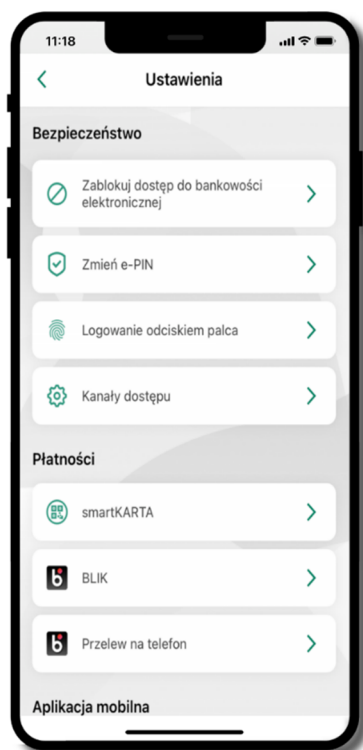 11:18
Ustawienia
Bezpieczeństwo
Zablokuj dostęp do bankowości
elektronicznej
Zmień e-PIN
Logowanie odciskiem palca
Kanały dostępu
Płatności
smartKARTA
BLIK
Przelew na telefon
Aplikacja mobilna